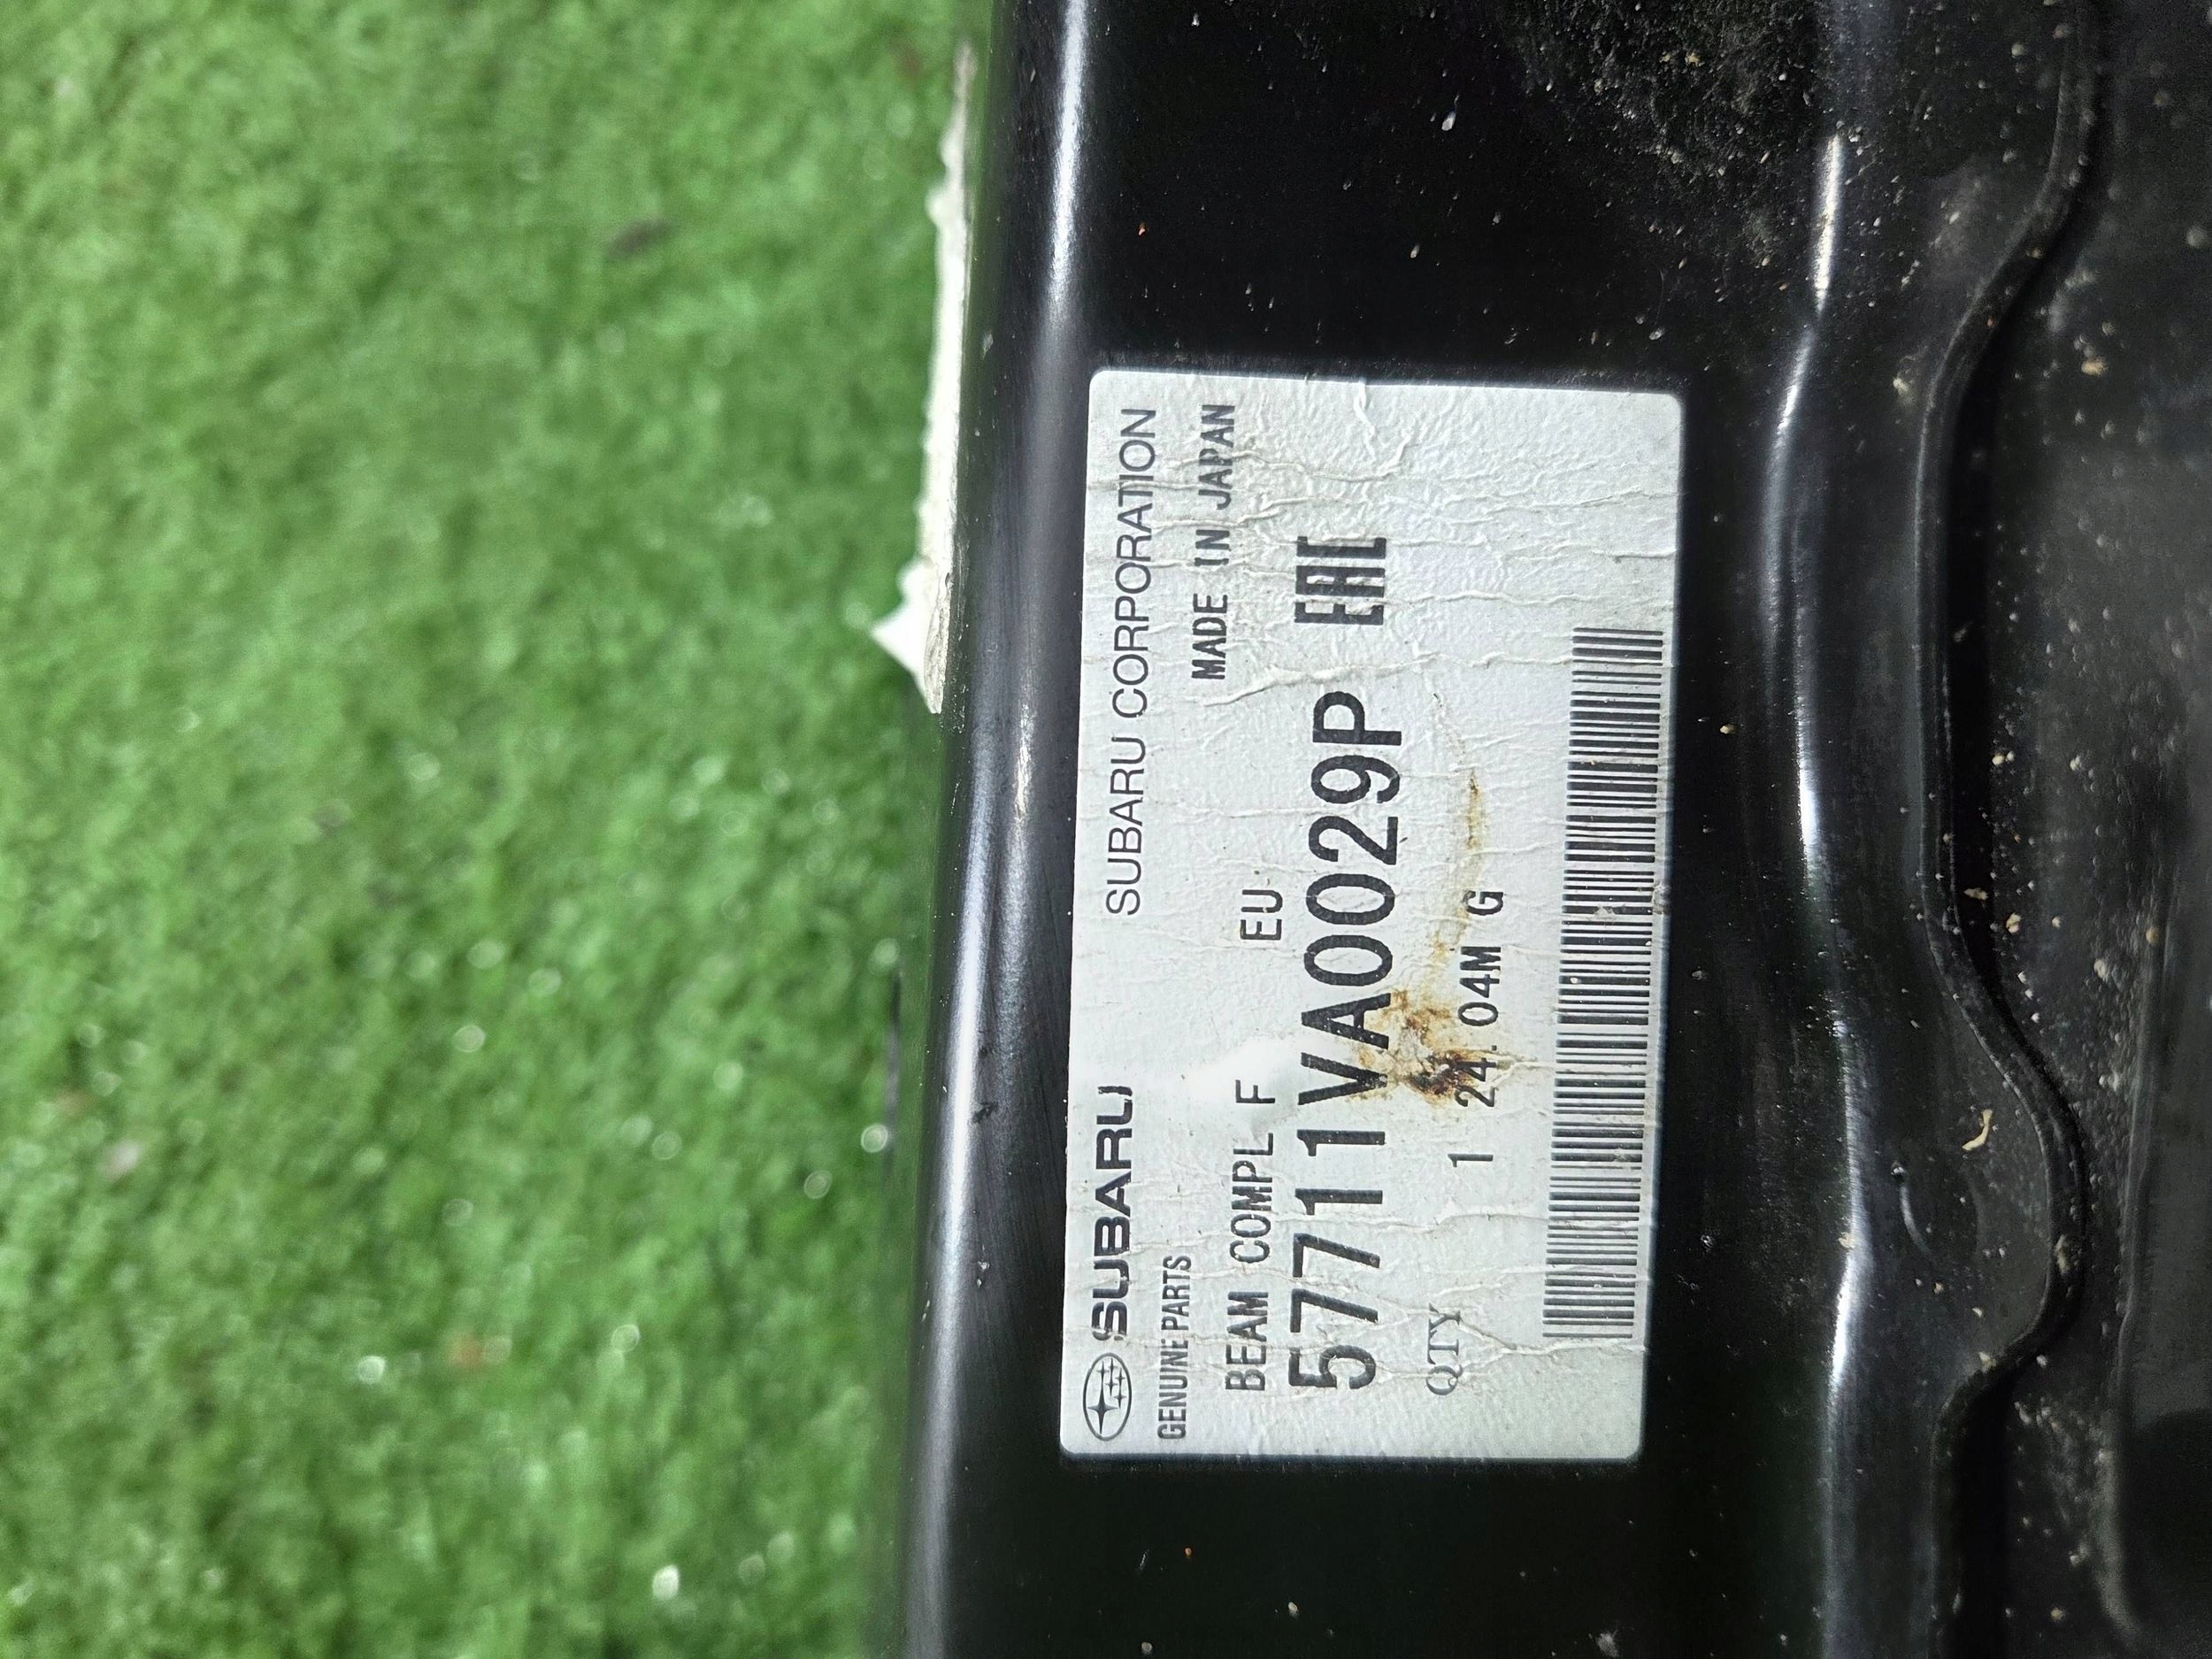 SUBARU SUBARU CORPORATION
GENUINE PARTS MADE IN JAPAN
BEAM COMPL F EU
57711VA0029P EAC
QTY 1 24.04M G